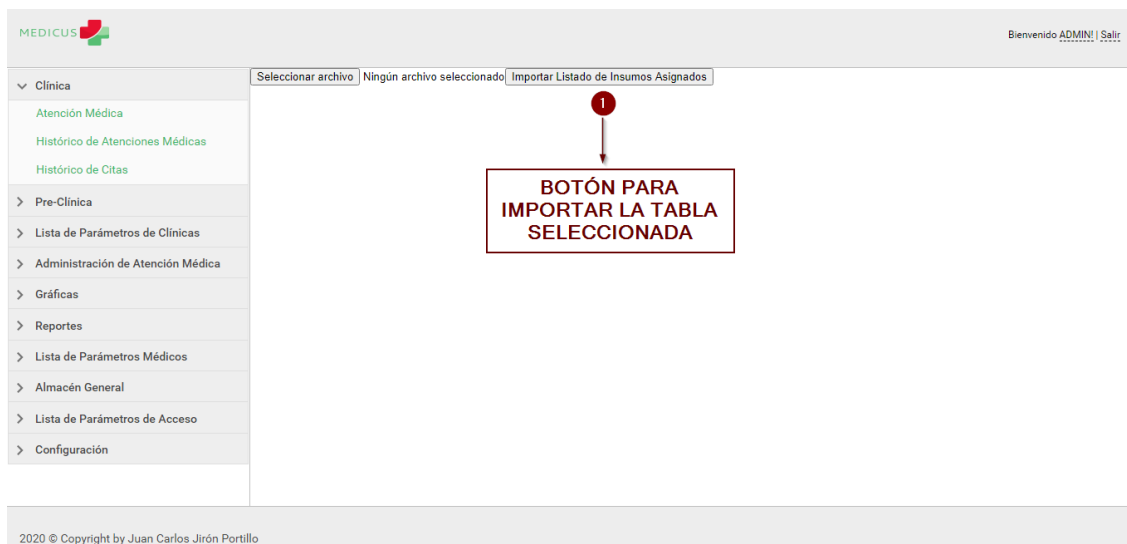 MEDICUS
Bienvenido ADMIN! | Salir
Clínica
Atención Médica
Histórico de Atenciones Médicas
Histórico de Citas
Pre-Clínica
Lista de Parámetros de Clínicas
Administración de Atención Médica
Gráficas
Reportes
Lista de Parámetros Médicos
Almacén General
Lista de Parámetros de Acceso
Configuración
Seleccionar archivo Ningún archivo seleccionado Importar Listado de Insumos Asignados
1
BOTÓN PARA
IMPORTAR LA TABLA
SELECCIONADA
2020 © Copyright by Juan Carlos Jirón Portillo